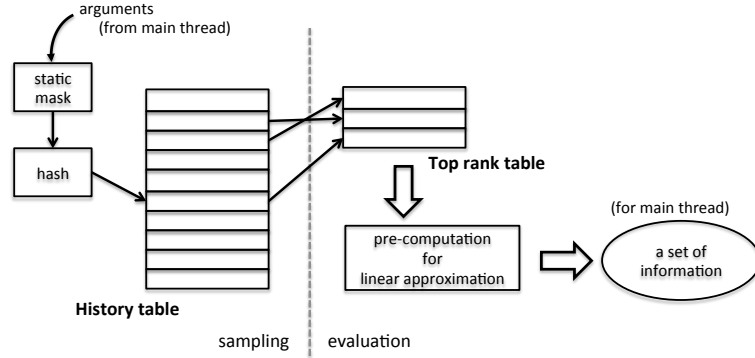 arguments
(from main thread)
static
mask
hash
History table
sampling
evaluation
Top rank table
pre-computation
for
linear approximation
(for main thread)
a set of
information